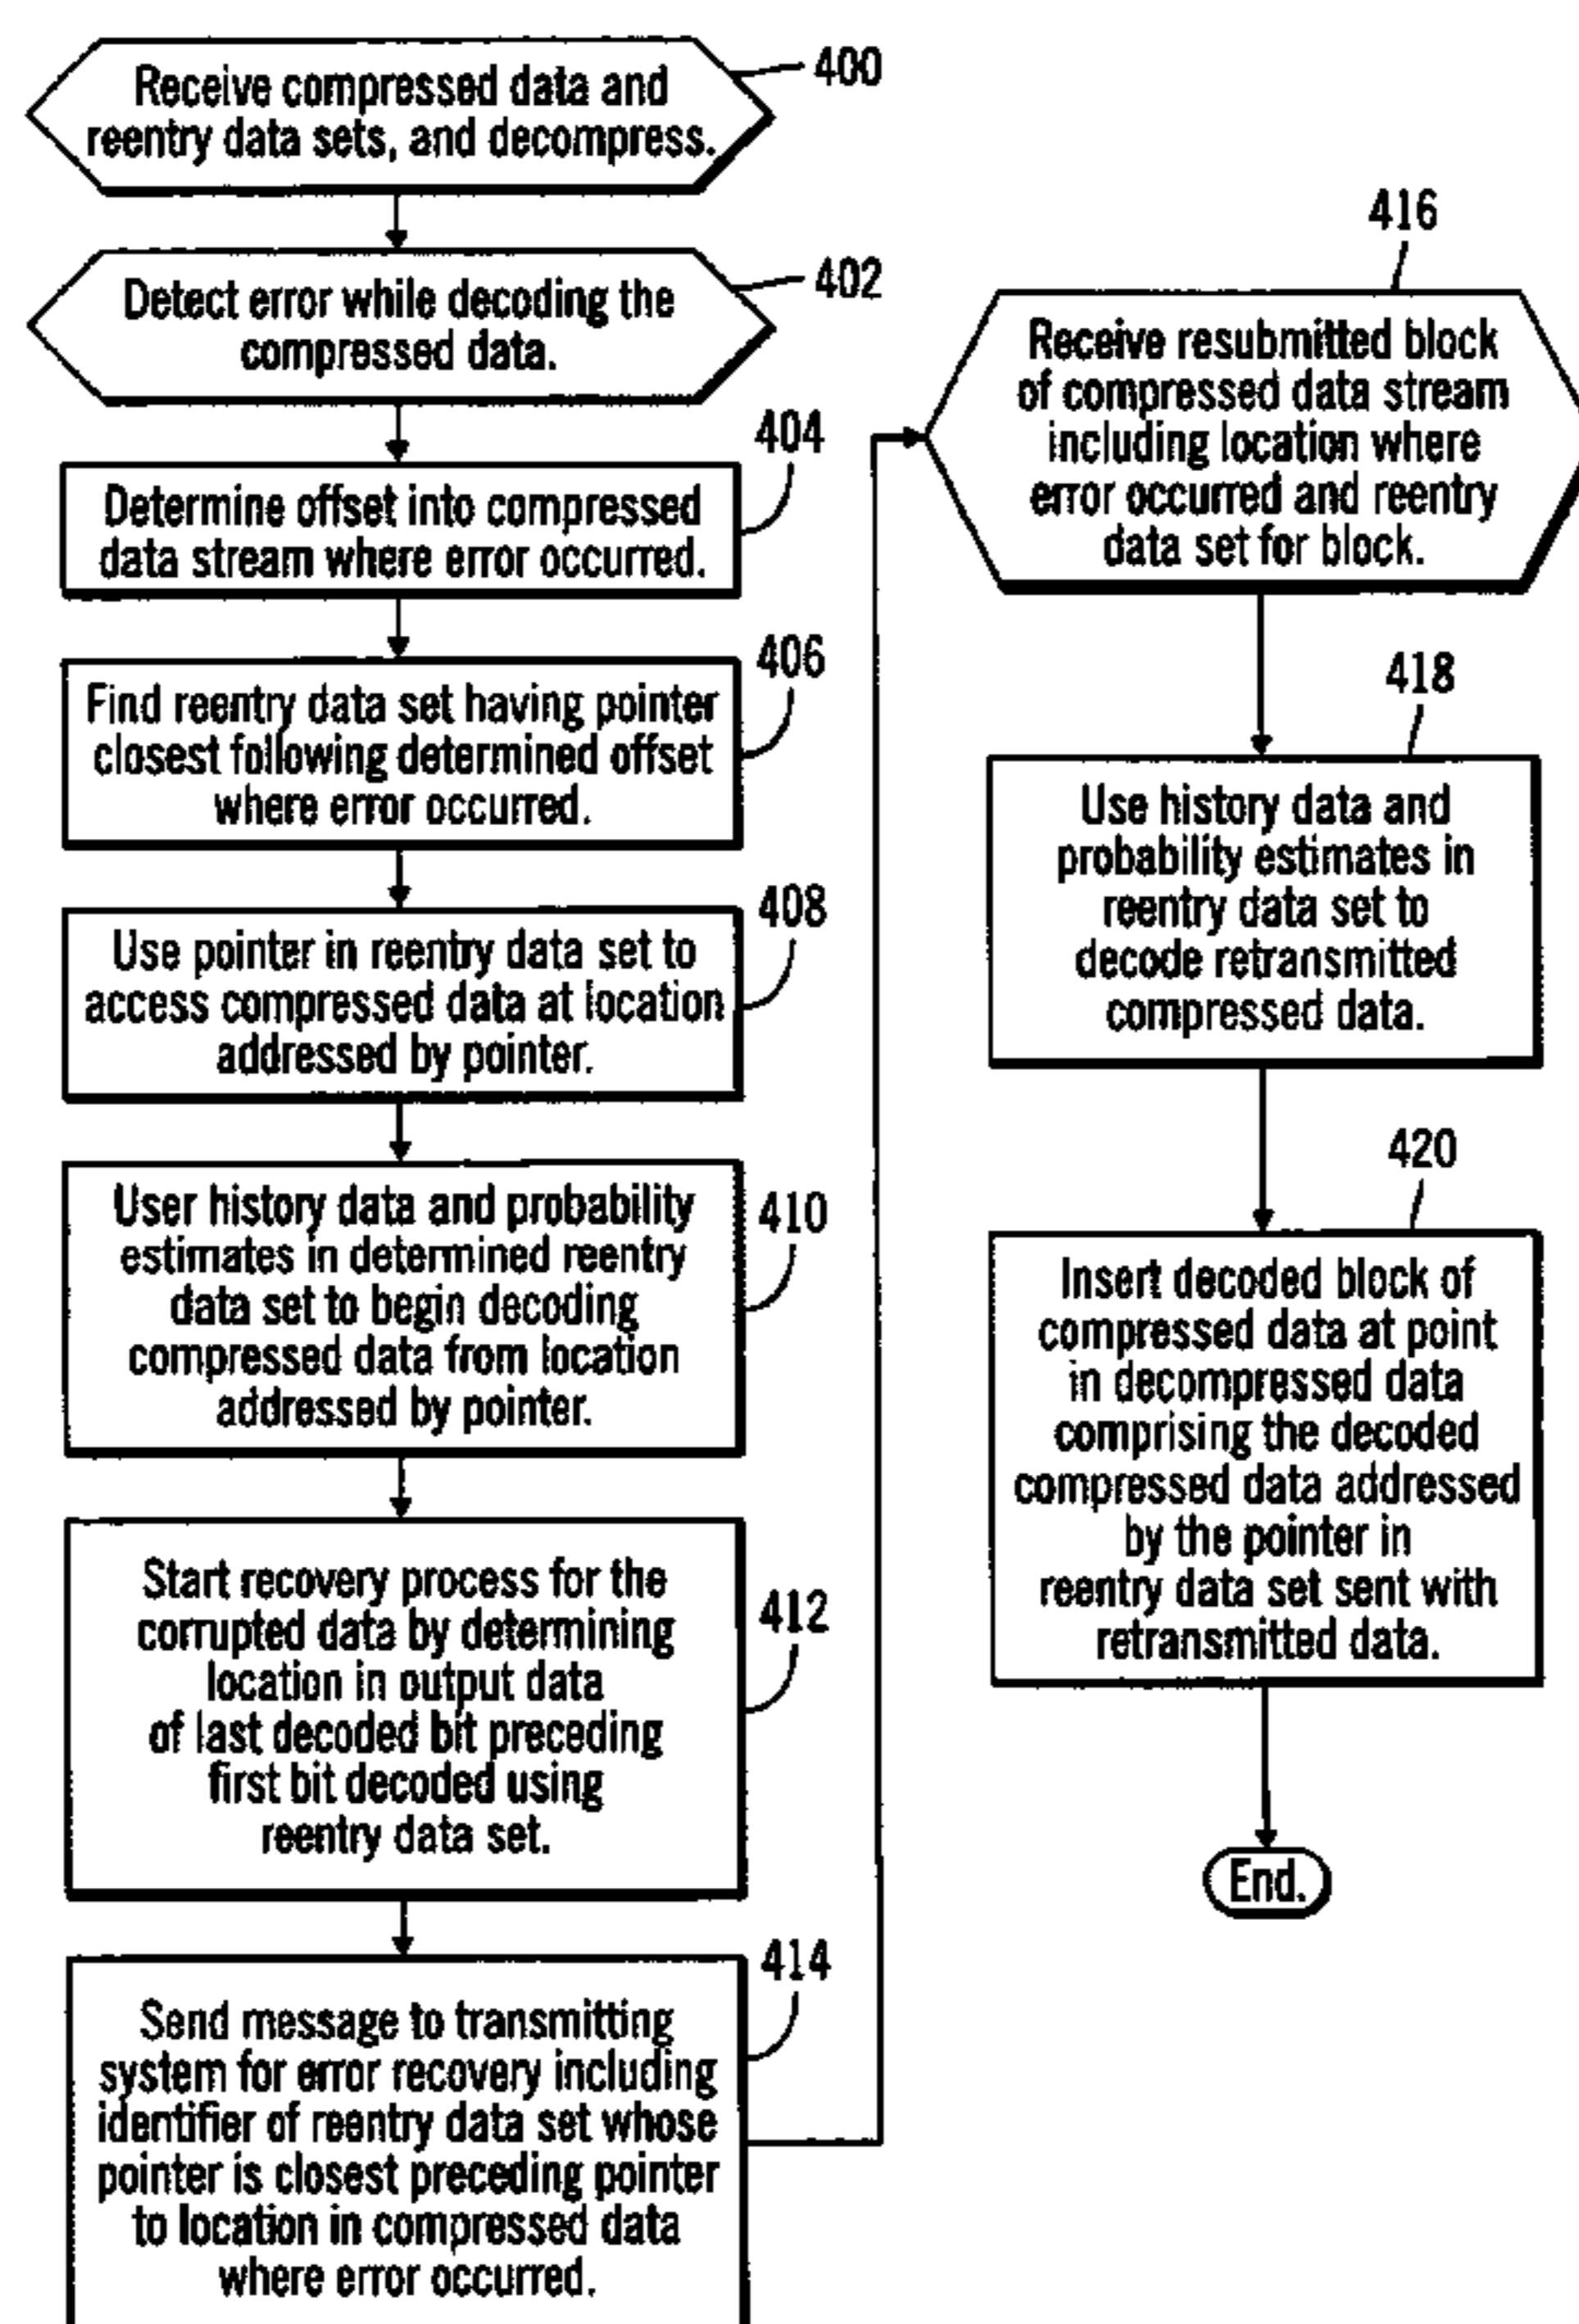 Receive compressed data and
reentry data sets, and decompress.
400
Detect error while decoding the
compressed data.
402
404
Determine offset into compressed
data stream where error occurred.
406
Find reentry data set having pointer
closest following determined offset
where error occurred.
408
Use pointer in reentry data set to
access compressed data at location
addressed by pointer.
410
User history data and probability
estimates in determined reentry
data set to begin decoding
compressed data from location
addressed by pointer.
412
Start recovery process for the
corrupted data by determining
location in output data
of last decoded bit preceding
first bit decoded using
reentry data set.
414
Send message to transmitting
system for error recovery including
identifier of reentry data set whose
pointer is closest preceding pointer
to location in compressed data
where error occurred.
416
Receive resubmitted block
of compressed data stream
including location where
error occurred and reentry
data set for block.
418
Use history data and
probability estimates in
reentry data set to
decode retransmitted
compressed data.
420
Insert decoded block of
compressed data at point
in decompressed data
comprising the decoded
compressed data addressed
by the pointer in
reentry data set sent with
retransmitted data.
End.